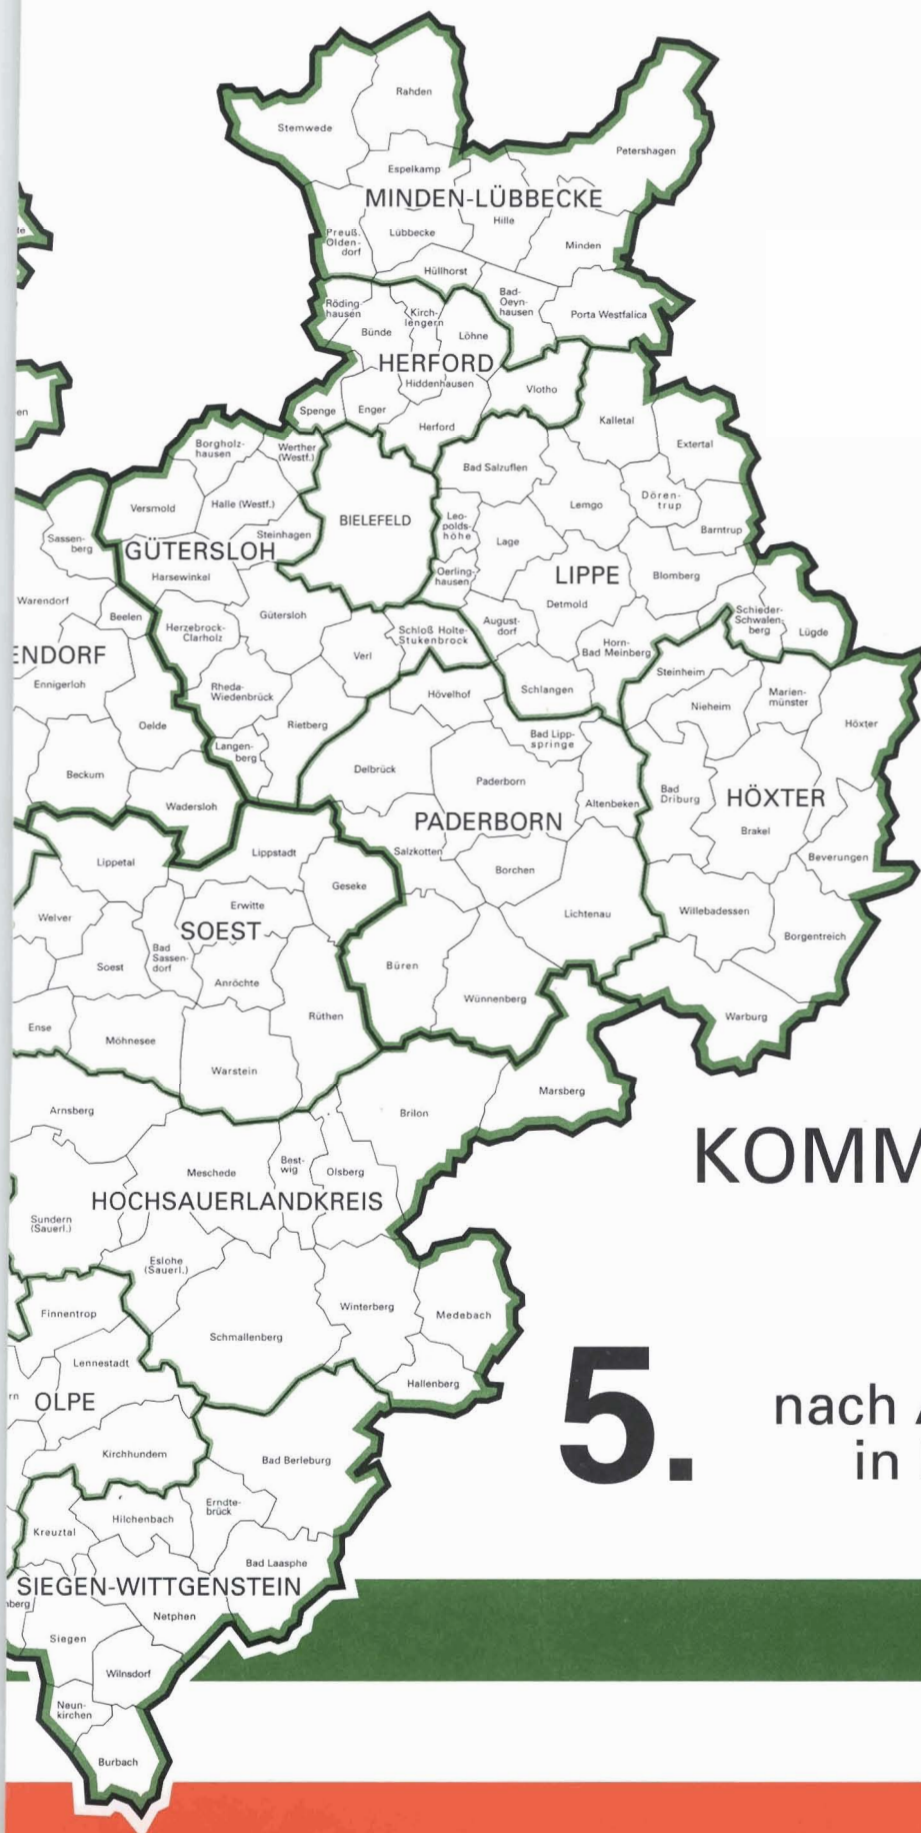 Rahden
Stemwede
Petershagen
Espelkamp
MINDEN-LÜBBECKE
Hille
Preuß.
Olden-
dorf
Lübbecke
Minden
Hüllhorst
Bad-
Oeyn-
hausen
Porta Westfalica
Röding
hausen
Kirch-
lengern
Bünde
Löhne
HERFORD
Hiddenhausen
Vlotho
Spenge
Enger
Herford
Kalletal
Extertal
Borgholz-
hausen
Werther
(Westf.)
Bad Salzuflen
Versmold
Halle (Westf.)
BIELEFELD
Lemgo
Dören-
trup
Leo-
polds-
höhe
Barntrup
Steinhagen
Lage
Sassen-
berg
GÜTERSLOH
Harsewinkel
Oerling-
hausen
LIPPE
Blomberg
Detmold
Warendorf
Beelen
Gütersloh
Herzebrock-
Clarholz
Schloß Holte-
Stukenbrock
August-
dorf
Schieder-
Schwalen-
berg
Lügde
Horn-
Bad Meinberg
ENDORF
Verl
Ennigerloh
Rheda-
Wiedenbrück
Hövelhof
Schlangen
Steinheim
Marien-
münster
Nieheim
Höxter
Oelde
Rietberg
Langen-
berg
Bad Lipp-
springe
Beckum
Delbrück
Paderborn
Altenbeken
Bad
Driburg
HÖXTER
Wadersloh
PADERBORN
Brakel
Lippetal
Lippstadt
Salzkotten
Beverungen
Geseke
Borchen
Erwitte
Welver
SOEST
Lichtenau
Willebadessen
Borgentreich
Soest
Bad
Sassen-
dorf
Anröchte
Büren
Wünnenberg
Rüthen
Warburg
Ense
Möhnesee
Warstein
Marsberg
Arnsberg
Brilon
KOMM
Meschede
Best-
wig
Olsberg
HOCHSAUERLANDKREIS
Sundern
(Sauerl.)
Eslohe
(Sauerl.)
Finnentrop
Winterberg
Medebach
Schmallenberg
Lennestadt
Hallenberg
rn
OLPE
5.
nach
in
Kirchhundem
Bad Berleburg
Erndte-
brück
Kreuztal
Hilchenbach
Bad Laasphe
SIEGEN-WITTGENSTEIN
berg
Netphen
Siegen
Wilnsdorf
Neun-
kirchen
Burbach